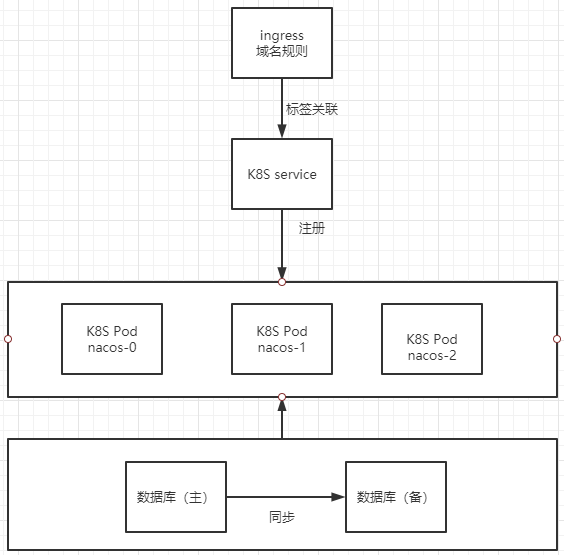 ingress
域名规则
标签关联
K8S service
注册
K8S Pod
nacos-0
K8S Pod
nacos-1
K8S Pod
nacos-2
数据库（主）
同步
数据库（备）